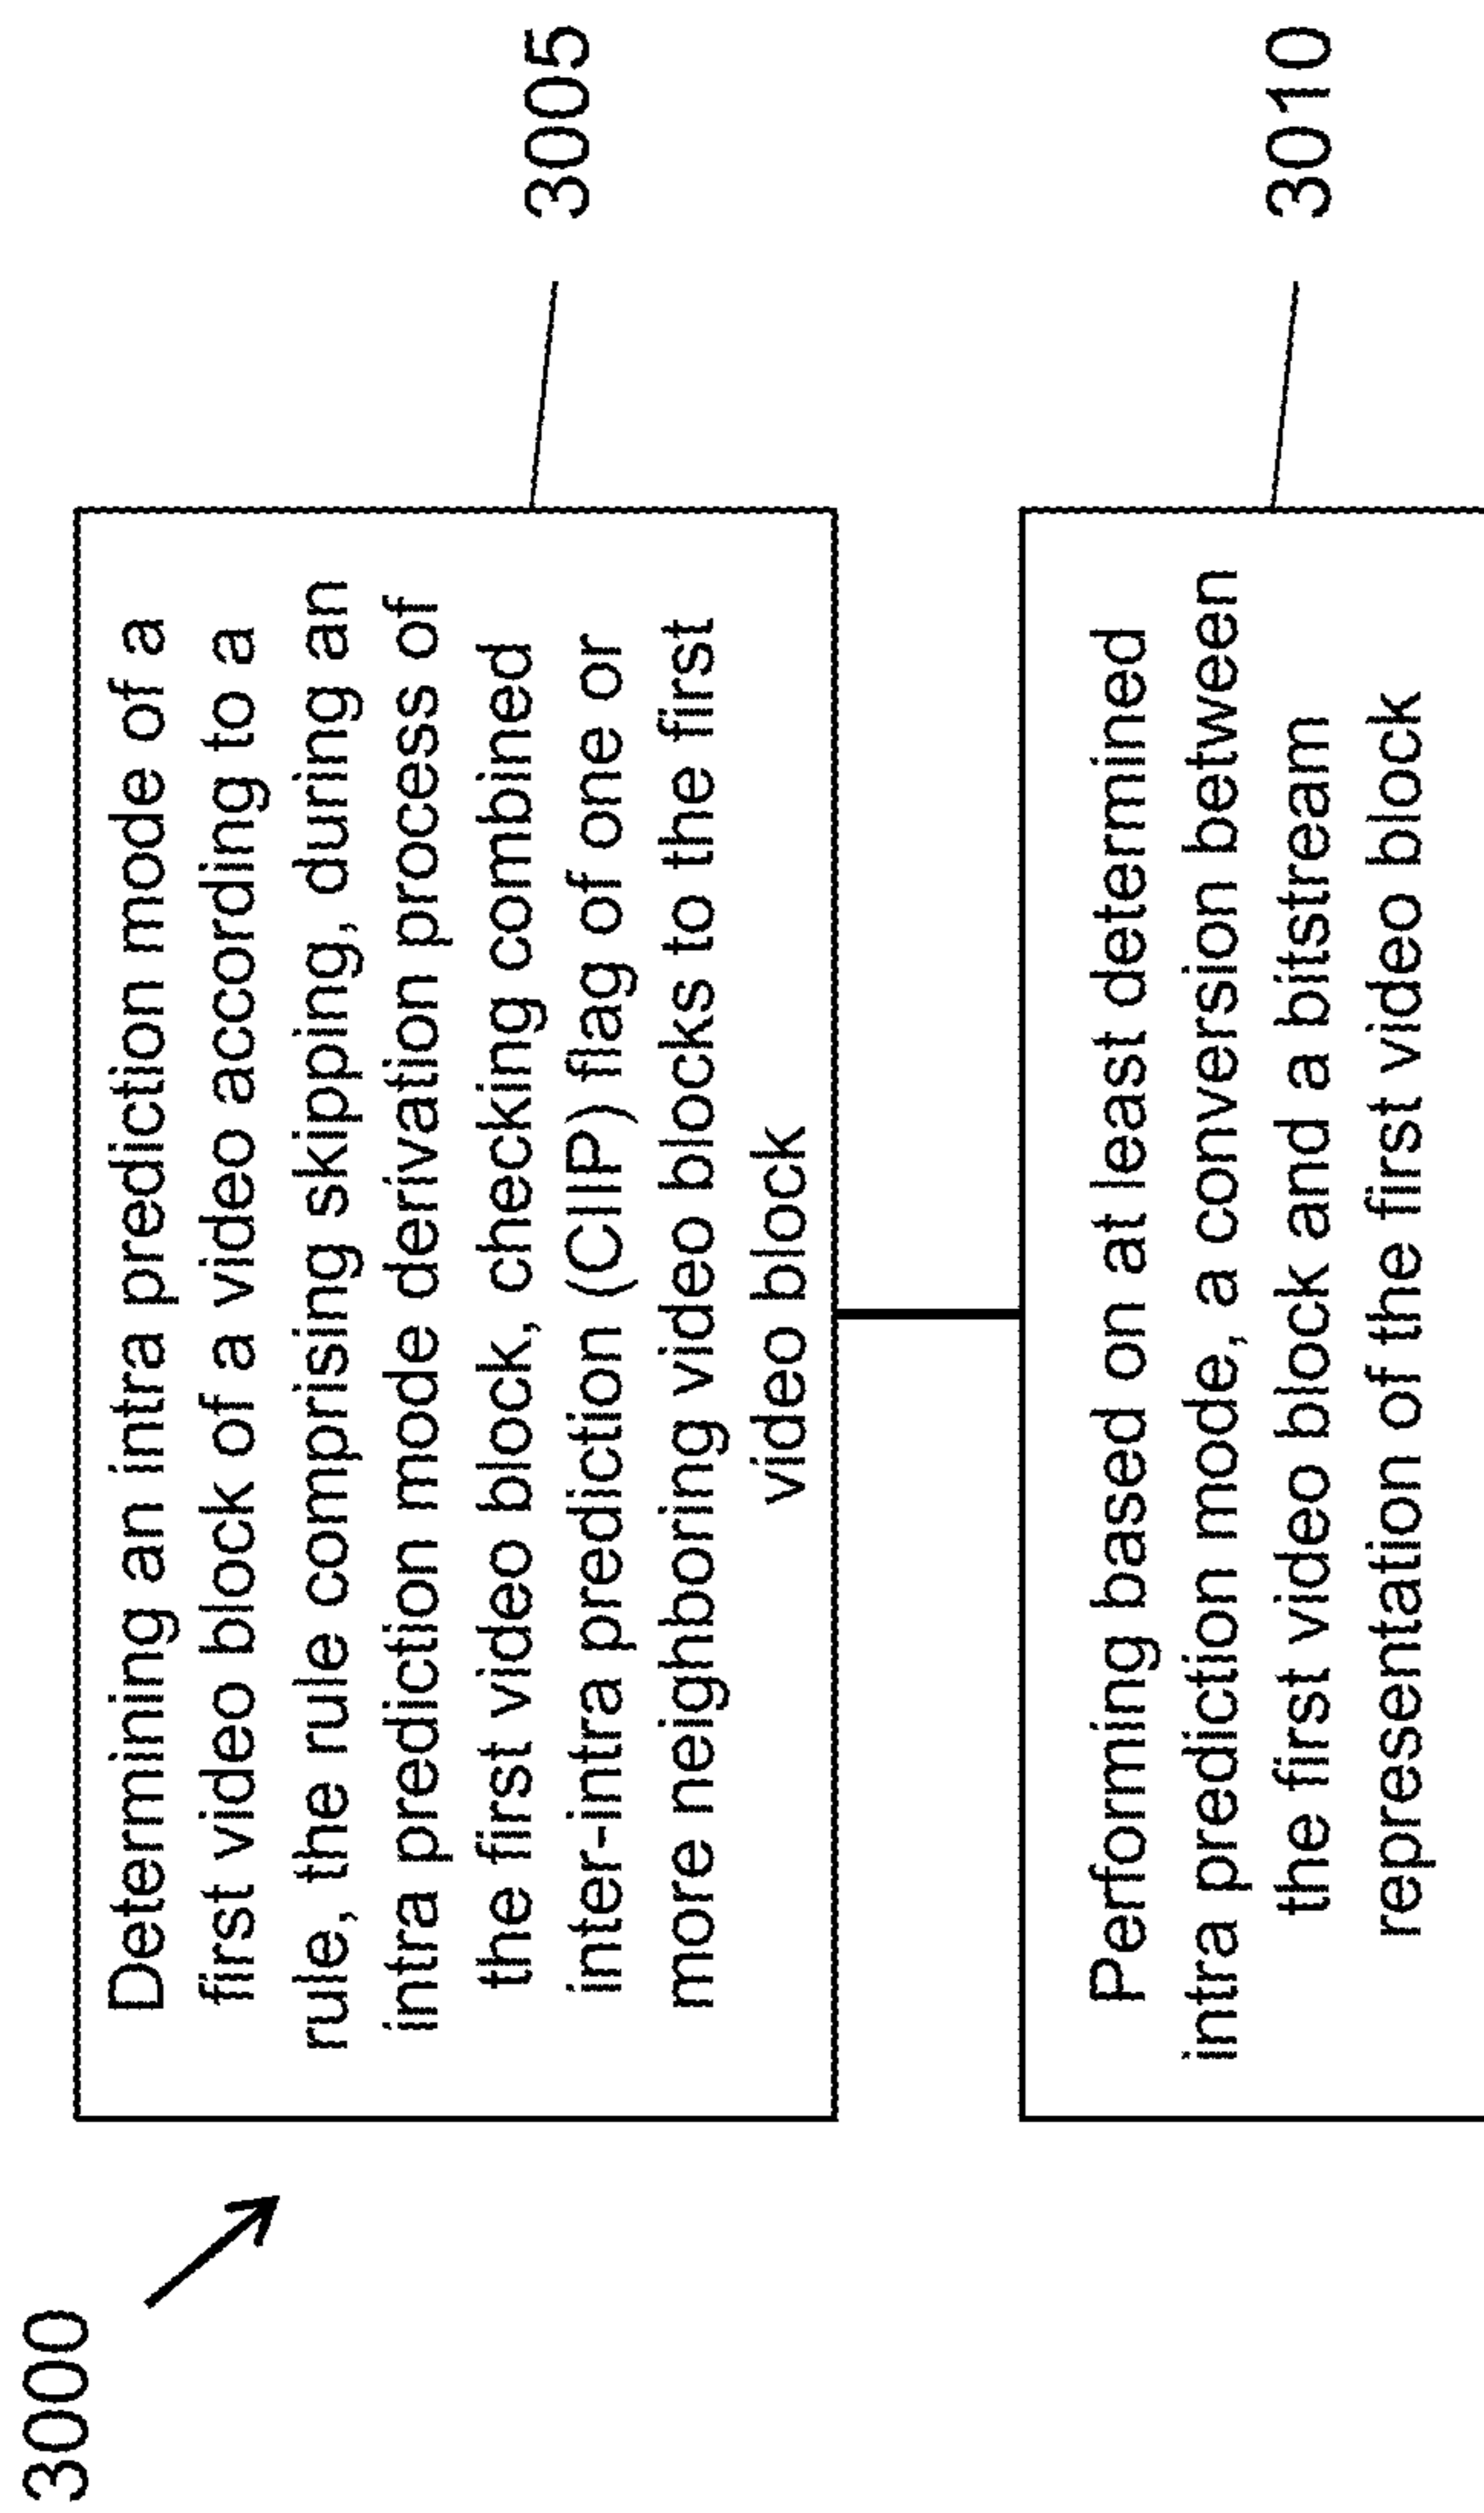 3000
Determining an intra prediction mode of a
first video block of a video according to a
rule, the rule comprising skipping, during an
intra prediction mode derivation process of
the first video block, checking combined
inter-intra prediction (CIIP) flag of one or
more neighboring video blocks to the first
video block
3005
Performing based on at least determined
intra prediction mode, a conversion between
the first video block and a bitstream
representation of the first video block
3010